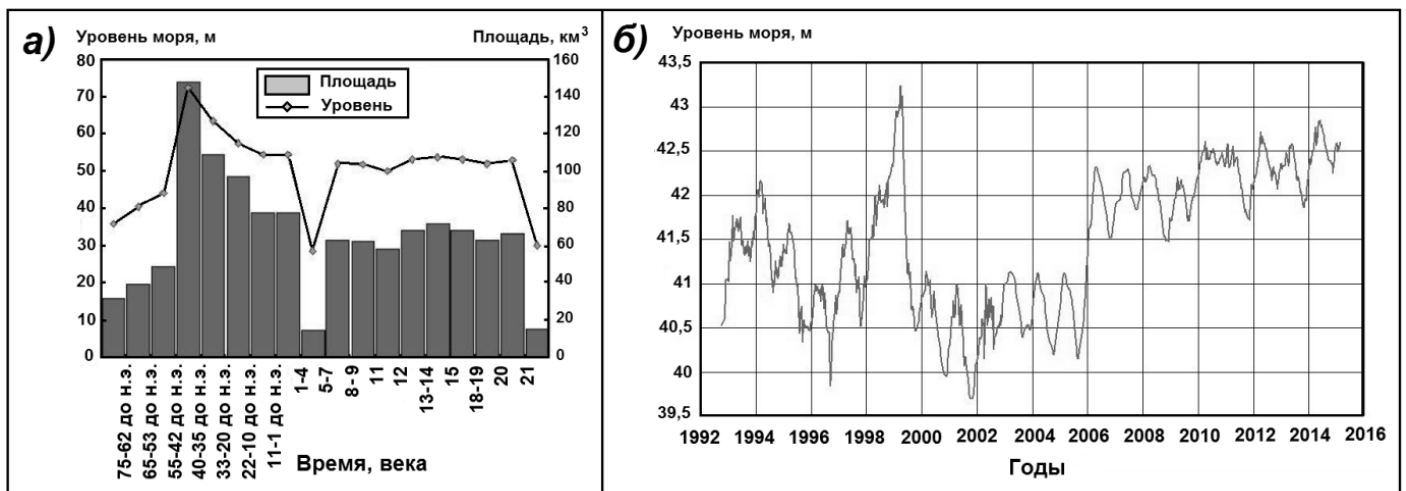 а)
Уровень моря, м
Площадь, км³
80
70
60
50
40
30
20
10
0
160
140
120
100
80
60
40
20
0
Площадь
Уровень
75-62 до н.э.
65-53 до н.э.
55-42 до н.э.
40-35 до н.э.
33-20 до н.э.
22-10 до н.э.
11-1 до н.э.
1-4
5-7
8-9
11
12
13-14
15
18-19
20
21
Время, века
б)
Уровень моря, м
43,5
43
42,5
42
41,5
41
40,5
40
39,5
1992 1994 1996 1998 2000 2002 2004 2006 2008 2010 2012 2014 2016
Годы